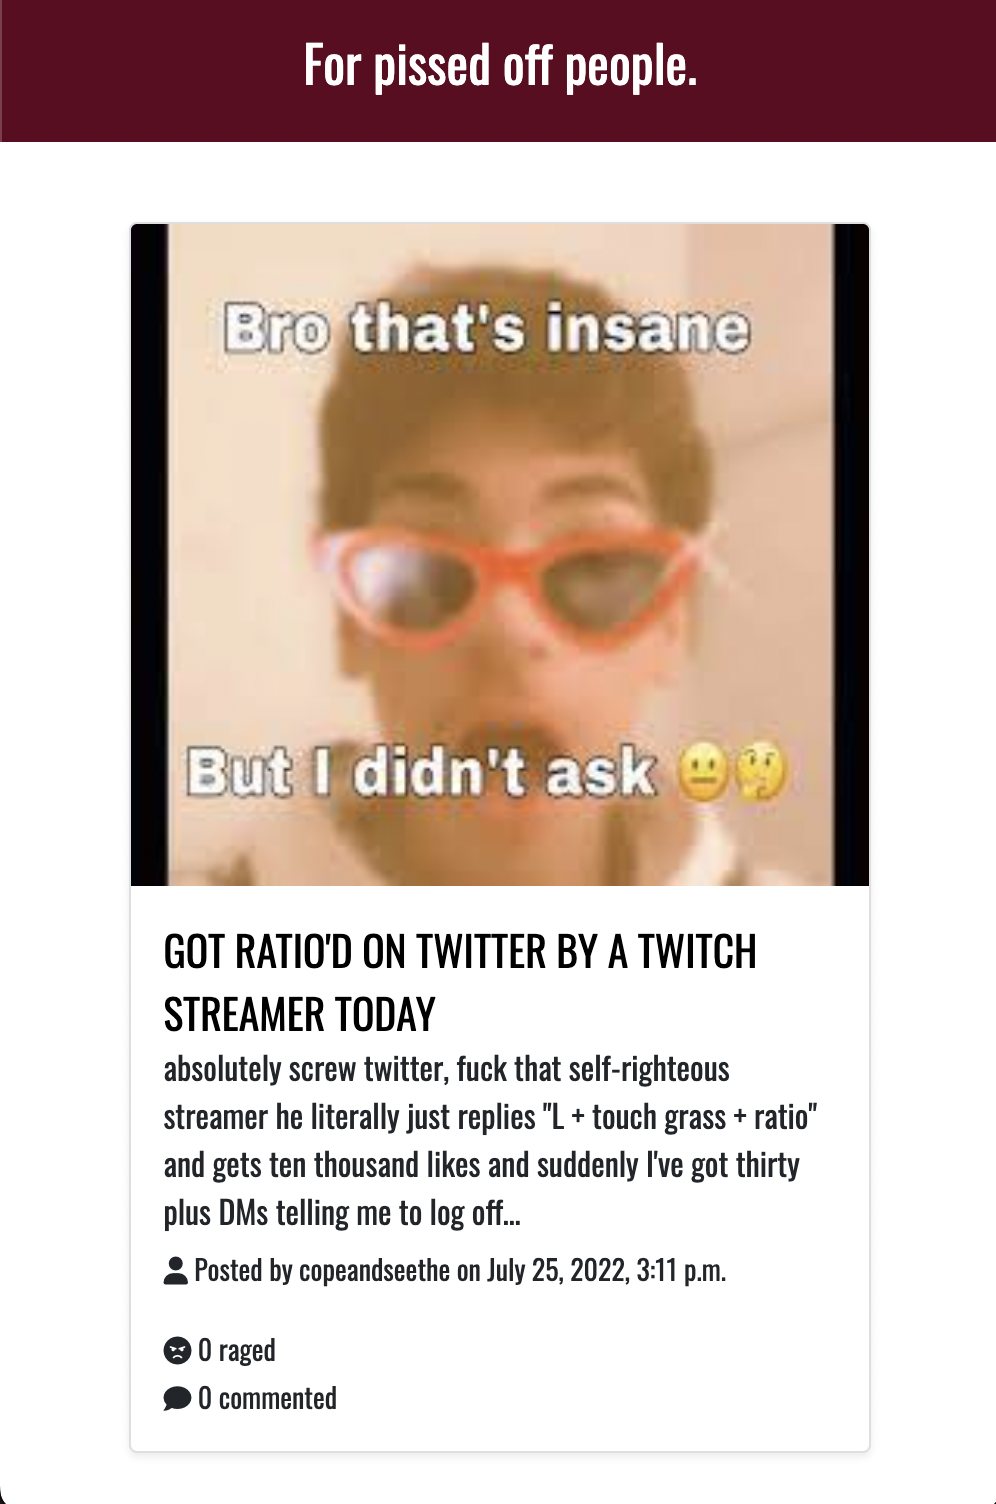 For pissed off people.
Bro that's insane
But I didn't ask 😐🤔
GOT RATIO'D ON TWITTER BY A TWITCH
STREAMER TODAY
absolutely screw twitter, fuck that self-righteous
streamer he literally just replies "L + touch grass + ratio"
and gets ten thousand likes and suddenly I've got thirty
plus DMs telling me to log off...
Posted by copeandseethe on July 25, 2022, 3:11 p.m.
0 raged
0 commented